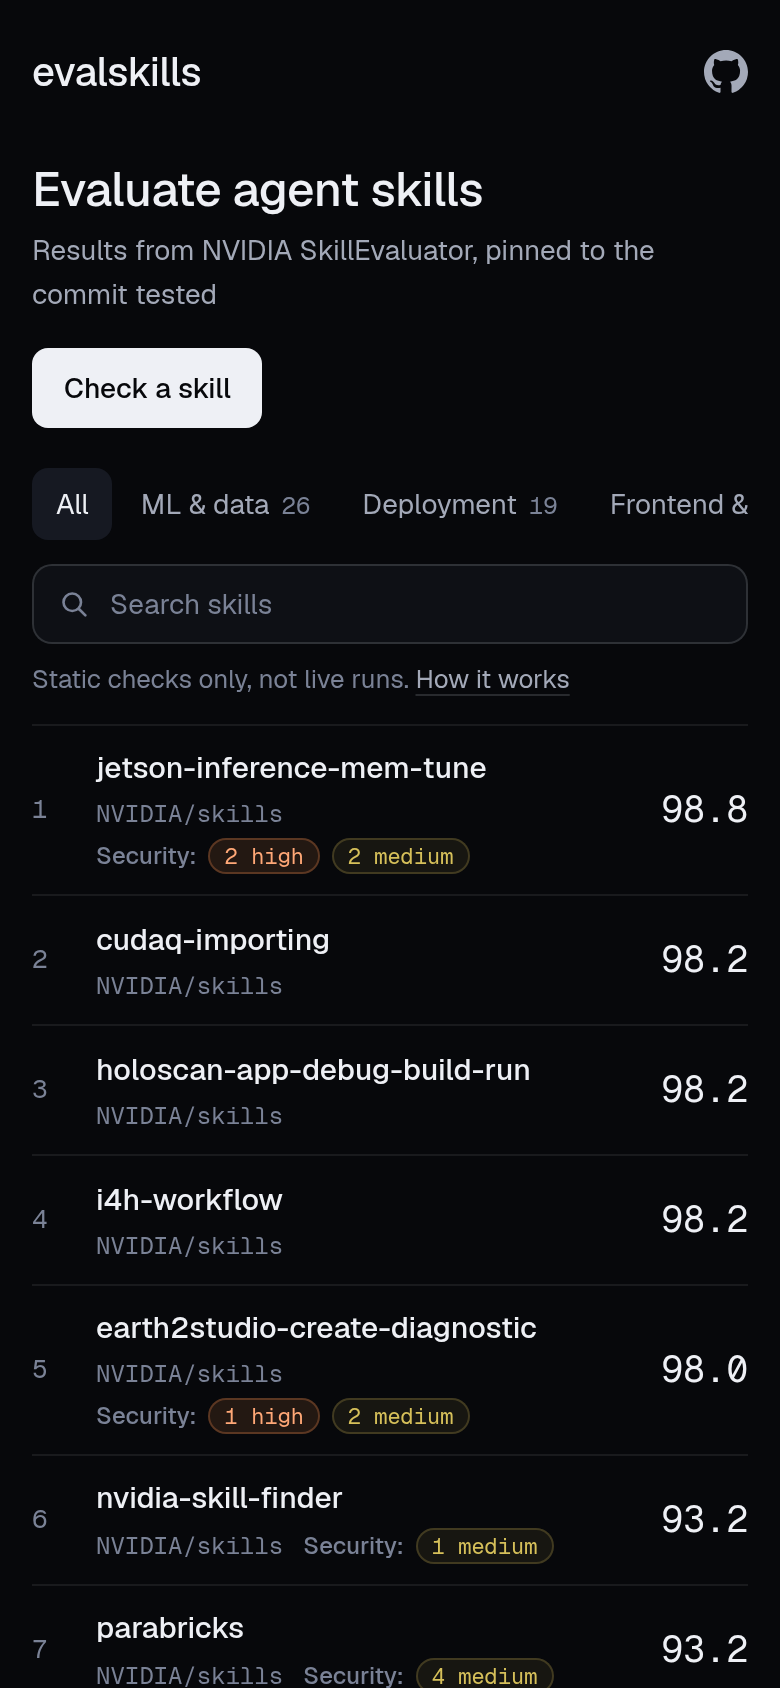 evalskills
Evaluate agent skills
Results from NVIDIA SkillEvaluator, pinned to the
commit tested
Check a skill
All ML & data 26 Deployment 19 Frontend &
Search skills
Static checks only, not live runs. How it works
1 jetson-inference-mem-tune 98.8
NVIDIA/skills
Security: 2 high 2 medium
2 cudaq-importing 98.2
NVIDIA/skills
3 holoscan-app-debug-build-run 98.2
NVIDIA/skills
4 i4h-workflow 98.2
NVIDIA/skills
5 earth2studio-create-diagnostic 98.0
NVIDIA/skills
Security: 1 high 2 medium
6 nvidia-skill-finder 93.2
NVIDIA/skills Security: 1 medium
7 parabricks 93.2
NVIDIA/skills Security: 4 medium